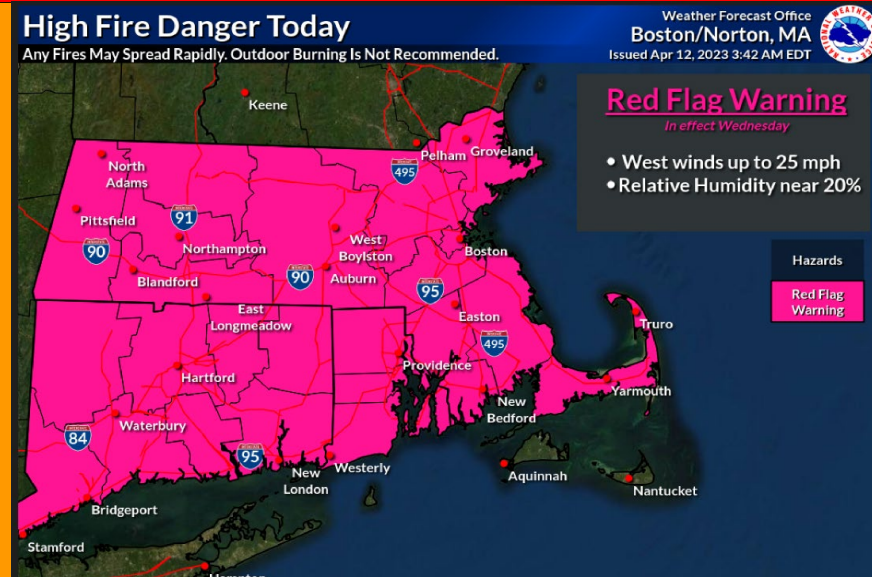 High Fire Danger Today
Any Fires May Spread Rapidly. Outdoor Burning Is Not Recommended.
Weather Forecast Office
Boston/Norton, MA
Issued Apr 12, 2023 3:42 AM EDT
Red Flag Warning
In effect Wednesday
• West winds up to 25 mph
• Relative Humidity near 20%
Hazards
Red Flag
Warning
Keene
Pelham
Groveland
495
North
Adams
Pittsfield
91
Northampton
90
Blandford
West
Boylston
Boston
90
Auburn
95
East
Longmeadow
Easton
495
Truro
Providence
Hartford
Yarmouth
New
Bedford
Waterbury
84
95
Westerly
New
London
Aquinnah
Nantucket
Bridgeport
Stamford